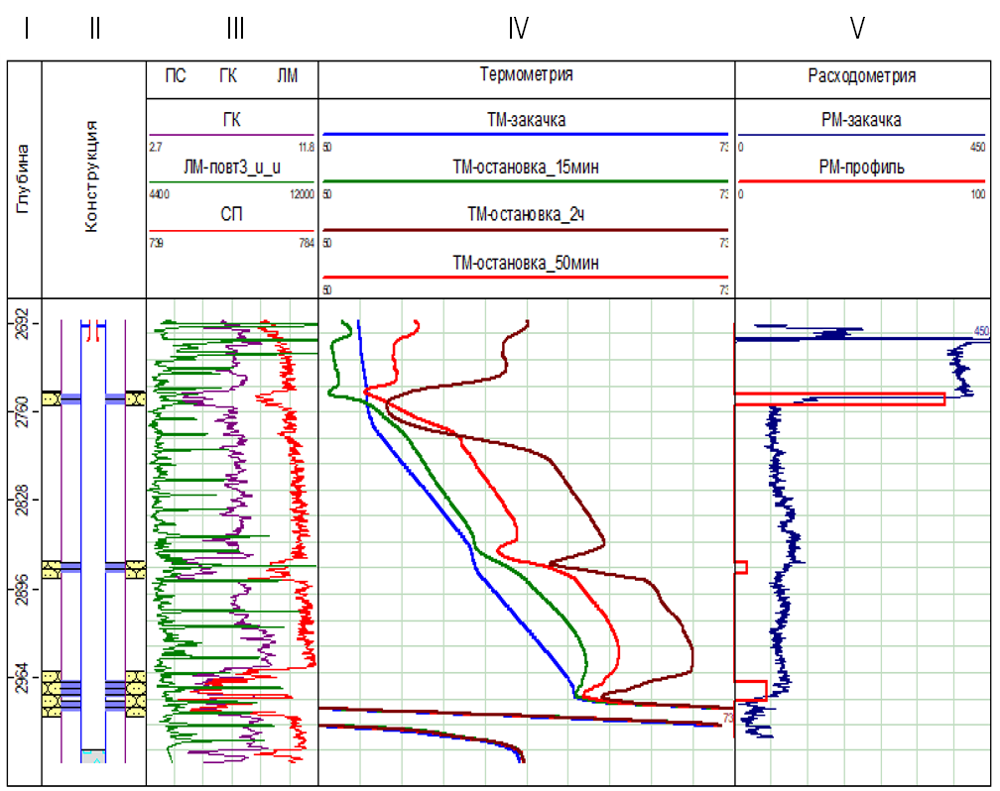 I II III IV V
Глубина
Конструкция
ПС ГК ЛМ
ГК
2.7 11.8
ЛМ-повт3_u_u
4400 12000
СП
739 784
Термометрия
ТМ-закачка
50 73
ТМ-остановка_15мин
50 73
ТМ-остановка_2ч
50 73
ТМ-остановка_50мин
50 73
Расходометрия
РМ-закачка
0 450
РМ-профиль
0 100
2692
2760
2828
2896
2964
450
73